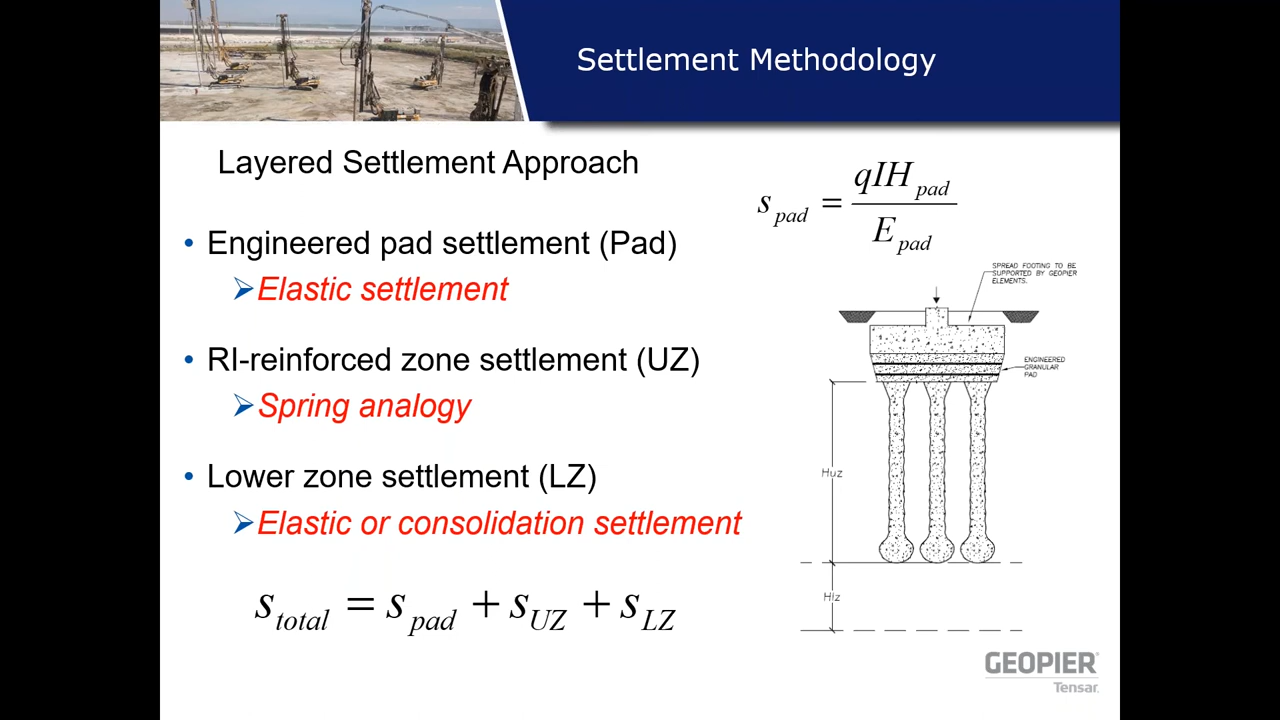 Settlement Methodology
Layered Settlement Approach
s_pad = qIH_pad / E_pad
• Engineered pad settlement (Pad)
➢ Elastic settlement
• RI-reinforced zone settlement (UZ)
➢ Spring analogy
• Lower zone settlement (LZ)
➢ Elastic or consolidation settlement
s_total = s_pad + s_UZ + s_LZ
SPREAD FOOTING TO BE
SUPPORTED BY GEOPIER
ELEMENTS.
ENGINEERED
GRANULAR
PAD
Huz
Hlz
GEOPIER®
Tensar.